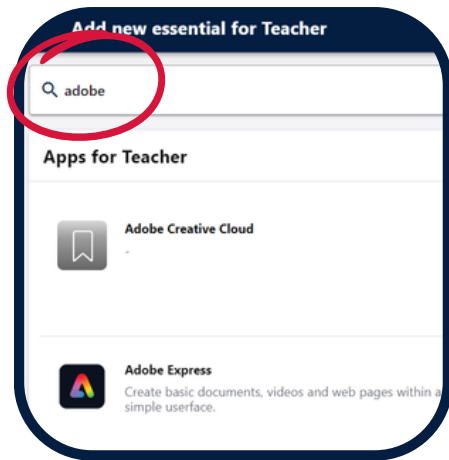 Add new essential for Teacher
adobe
Apps for Teacher
Adobe Creative Cloud
-
Adobe Express
Create basic documents, videos and web pages within a
simple userface.